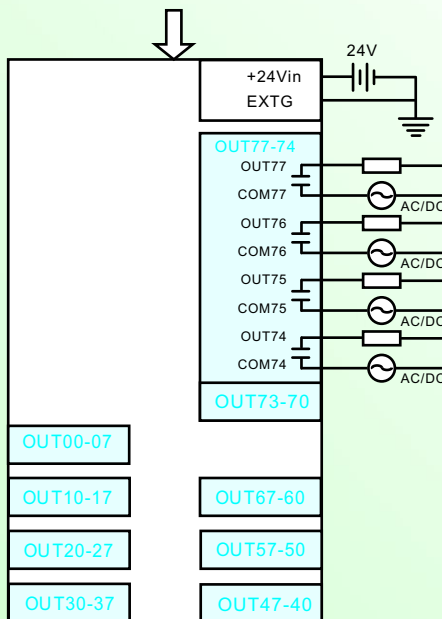 24V
+24Vin
EXTG
OUT77-74
OUT77
COM77
AC/DC
OUT76
COM76
AC/DC
OUT75
COM75
AC/DC
OUT74
COM74
AC/DC
OUT73-70
OUT00-07
OUT10-17 OUT67-60
OUT20-27 OUT57-50
OUT30-37 OUT47-40